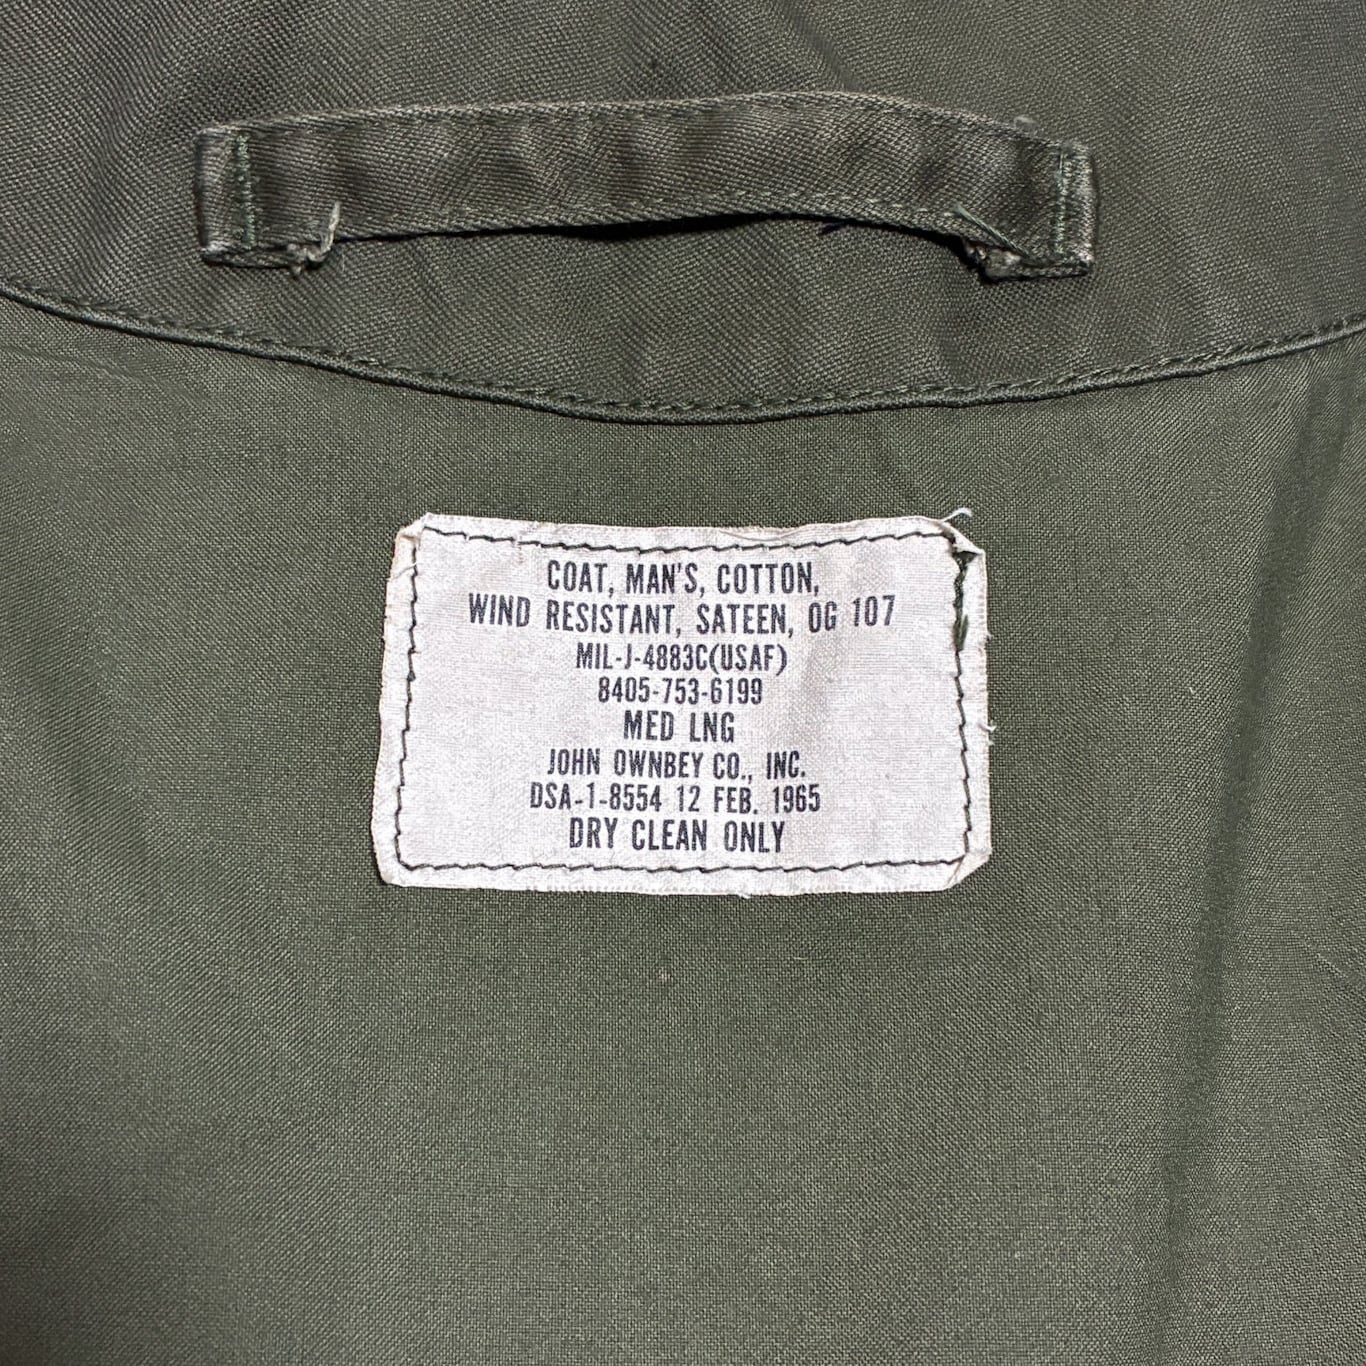 COAT, MAN'S, COTTON,
WIND RESISTANT, SATEEN, OG 107
MIL-J-4883C(USAF)
8405-753-6199
MED LNG
JOHN OWNBEY CO., INC.
DSA-1-8554 12 FEB. 1965
DRY CLEAN ONLY